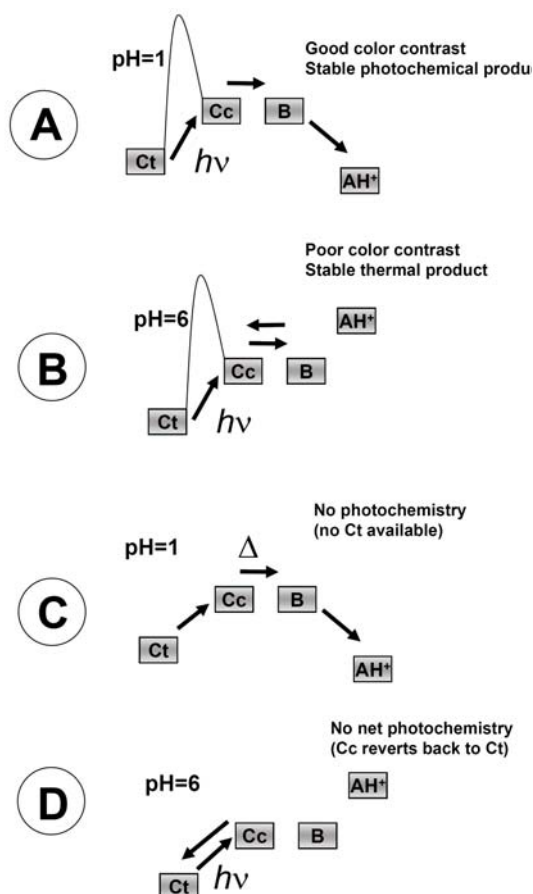 pH=1
Good color contrast
Stable photochemical produ
A
Cc
B
Ct
hν
AH+
Poor color contrast
Stable thermal product
pH=6
AH+
B
Cc
B
Ct
hν
No photochemistry
(no Ct available)
pH=1
Δ
C
Cc
B
Ct
AH+
No net photochemistry
(Cc reverts back to Ct)
pH=6
AH+
D
Cc
B
Ct
hν